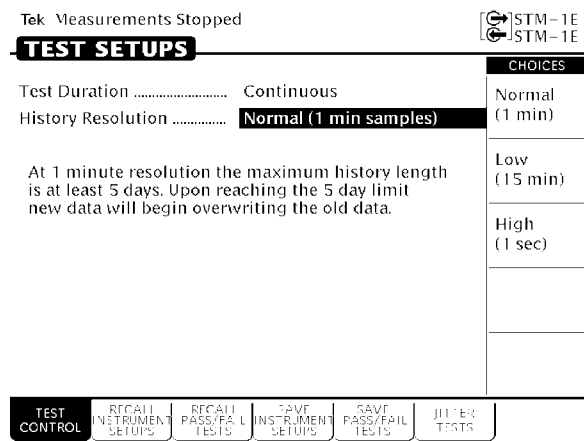 Tek Measurements Stopped
STM-1E
STM-1E
TEST SETUPS
CHOICES
Test Duration ........................... Continuous
History Resolution ............... Normal (1 min samples)
Normal
(1 min)
Low
(15 min)
High
(1 sec)
At 1 minute resolution the maximum history length
is at least 5 days. Upon reaching the 5 day limit
new data will begin overwriting the old data.
TEST
CONTROL
RECALL
INSTRUMENT
SETUPS
RECALL
PASS/FAIL
TESTS
SAVE
INSTRUMENT
SETUPS
SAVE
PASS/FAIL
TESTS
JITTER
TESTS